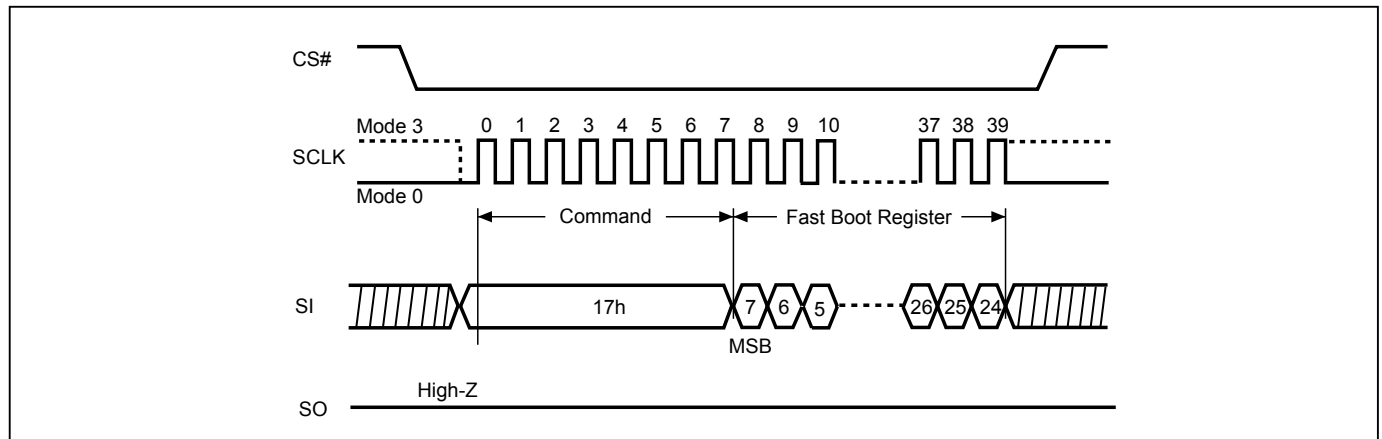 CS#
Mode 3 0 1 2 3 4 5 6 7 8 9 10 37 38 39
SCLK
Mode 0
Command Fast Boot Register
SI 17h 7 6 5 26 25 24
MSB
High-Z
SO